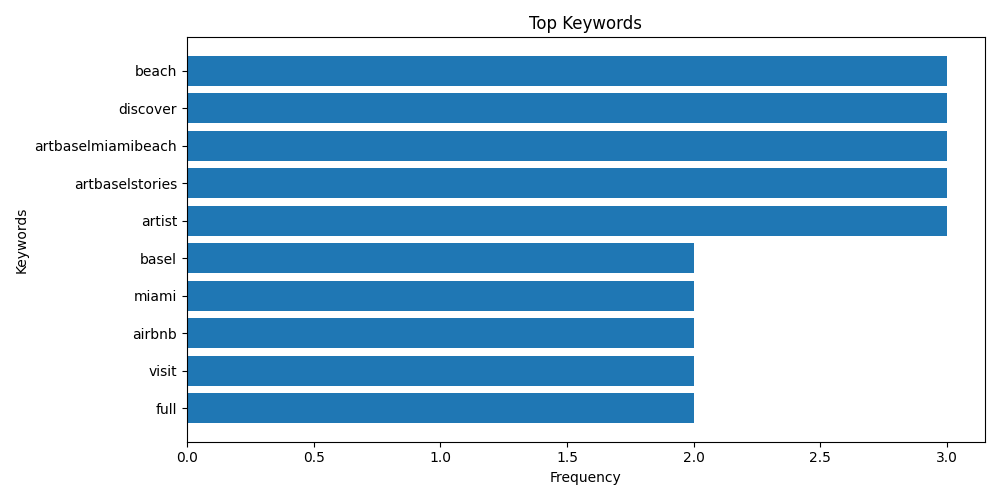 Top Keywords
beach
discover
artbaselmiamibeach
artbaselstories
artist
basel
miami
airbnb
visit
full
Keywords
0.0 0.5 1.0 1.5 2.0 2.5 3.0
Frequency